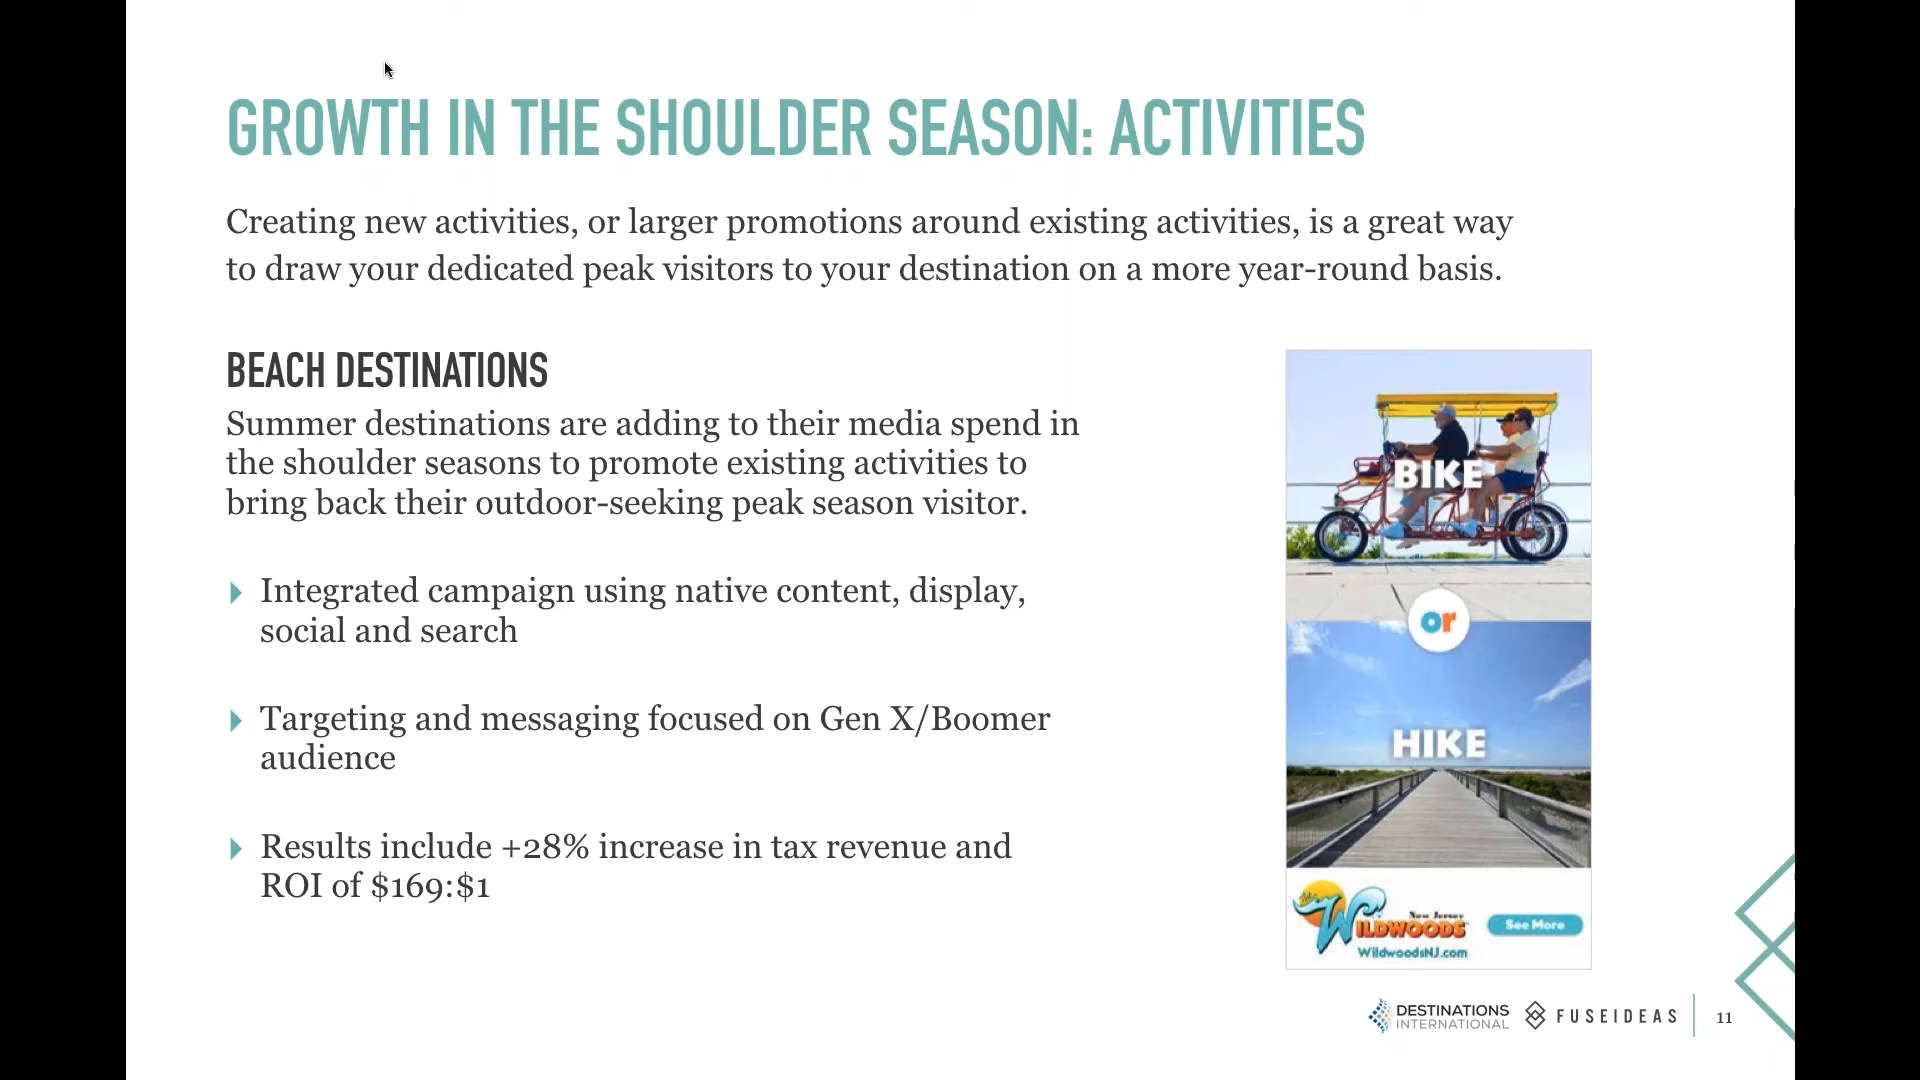 GROWTH IN THE SHOULDER SEASON: ACTIVITIES
Creating new activities, or larger promotions around existing activities, is a great way
to draw your dedicated peak visitors to your destination on a more year-round basis.
BEACH DESTINATIONS
Summer destinations are adding to their media spend in
the shoulder seasons to promote existing activities to
bring back their outdoor-seeking peak season visitor.
Integrated campaign using native content, display,
social and search
Targeting and messaging focused on Gen X/Boomer
audience
Results include +28% increase in tax revenue and
ROI of $169:$1
BIKE
or
HIKE
The
New Jersey
WILDWOODS
WildwoodsNJ.com
See More
DESTINATIONS
INTERNATIONAL
FUSEIDEAS
11